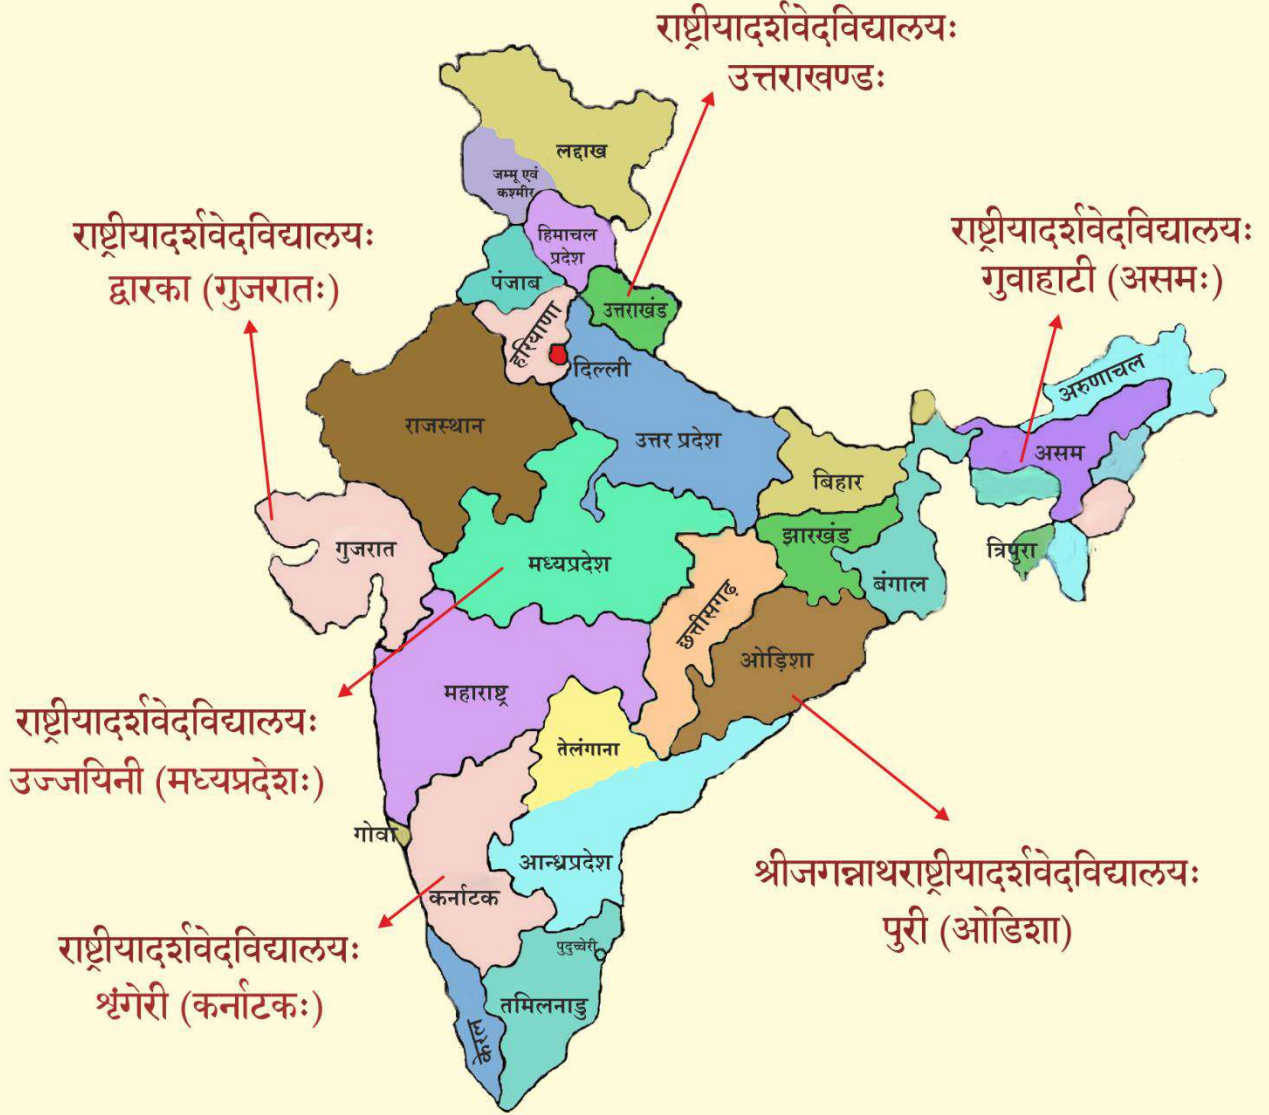 राष्ट्रीयादर्शवेदविद्यालयः
उत्तराखण्डः
लद्दाख
जम्मू एवं
कश्मीर
राष्ट्रीयादर्शवेदविद्यालयः
द्वारका (गुजरातः)
हिमाचल
प्रदेश
राष्ट्रीयादर्शवेदविद्यालयः
गुवाहाटी (असमः)
पंजाब
उत्तराखंड
हरियाणा
दिल्ली
अरुणाचल
राजस्थान
उत्तर प्रदेश
असम
बिहार
झारखंड
गुजरात
मध्यप्रदेश
त्रिपुरा
बंगाल
छत्तीसगढ़
ओड़िशा
महाराष्ट्र
राष्ट्रीयादर्शवेदविद्यालयः
उज्जयिनी (मध्यप्रदेशः)
तेलंगाना
गोवा
आन्ध्रप्रदेश
श्रीजगन्नाथराष्ट्रीयादर्शवेदविद्यालयः
पुरी (ओडिशा)
कर्नाटक
राष्ट्रीयादर्शवेदविद्यालयः
शृंगेरी (कर्नाटकः)
पुदुच्चेरी
तमिलनाडु
केरल